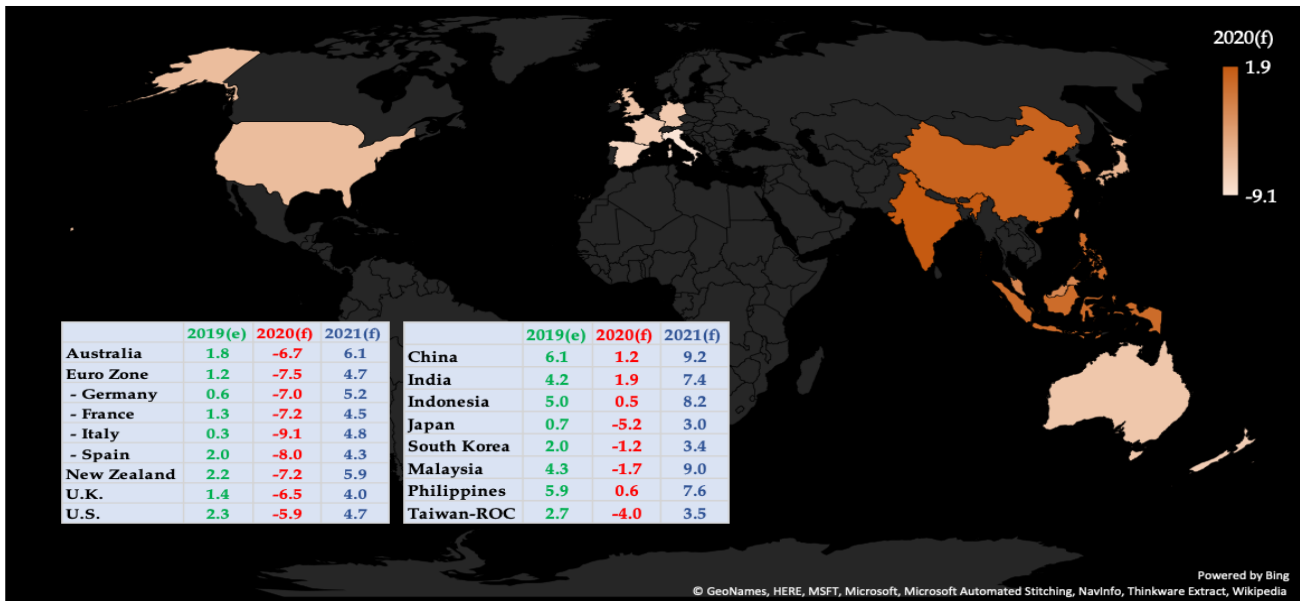 2020(f)
1.9
-9.1
2019(e) 2020(f) 2021(f)
Australia 1.8 -6.7 6.1
Euro Zone 1.2 -7.5 4.7
- Germany 0.6 -7.0 5.2
- France 1.3 -7.2 4.5
- Italy 0.3 -9.1 4.8
- Spain 2.0 -8.0 4.3
New Zealand 2.2 -7.2 5.9
U.K. 1.4 -6.5 4.0
U.S. 2.3 -5.9 4.7
2019(e) 2020(f) 2021(f)
China 6.1 1.2 9.2
India 4.2 1.9 7.4
Indonesia 5.0 0.5 8.2
Japan 0.7 -5.2 3.0
South Korea 2.0 -1.2 3.4
Malaysia 4.3 -1.7 9.0
Philippines 5.9 0.6 7.6
Taiwan-ROC 2.7 -4.0 3.5
Powered by Bing
© GeoNames, HERE, MSFT, Microsoft, Microsoft Automated Stitching, NavInfo, Thinkware Extract, Wikipedia